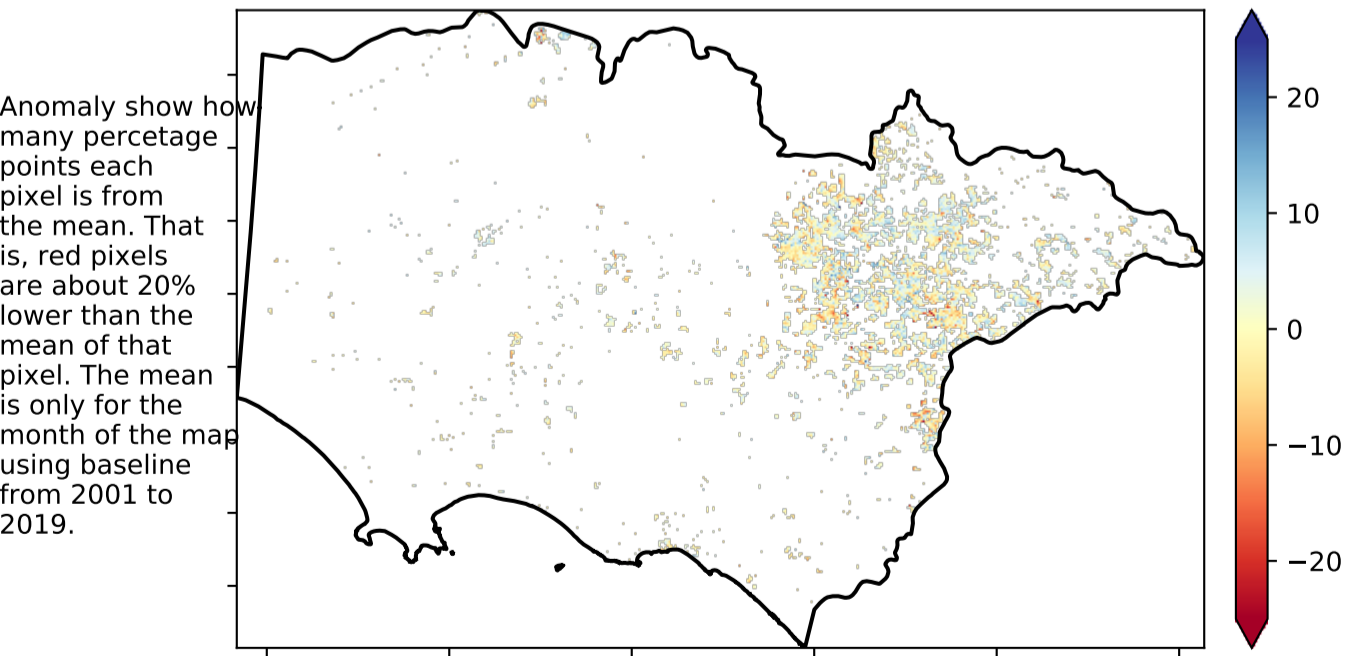 Anomaly show how
many percetage
points each
pixel is from
the mean. That
is, red pixels
are about 20%
lower than the
mean of that
pixel. The mean
is only for the
month of the map
using baseline
from 2001 to
2019.
20
10
0
−10
−20